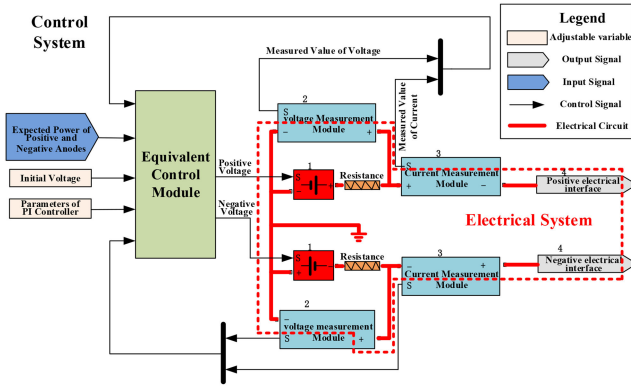 Control
System
Legend
Adjustable variable
Output Signal
Input Signal
Control Signal
Electrical Circuit
Measured Value of Voltage
Measured Value
of Current
2
S
voltage Measurement
− Module +
Expected Power of
Positive and
Negative Anodes
Initial Voltage
Parameters of
PI Controller
Equivalent
Control
Module
Positive
Voltage
Negative
Voltage
1
S
− +
Resistance
3
S
Current Measurement
+ Module −
4
Positive electrical
interface
Electrical System
1
S
+ −
Resistance
3
− +
Current Measurement
S Module
4
Negative electrical
interface
2
−
voltage measurement
S Module +